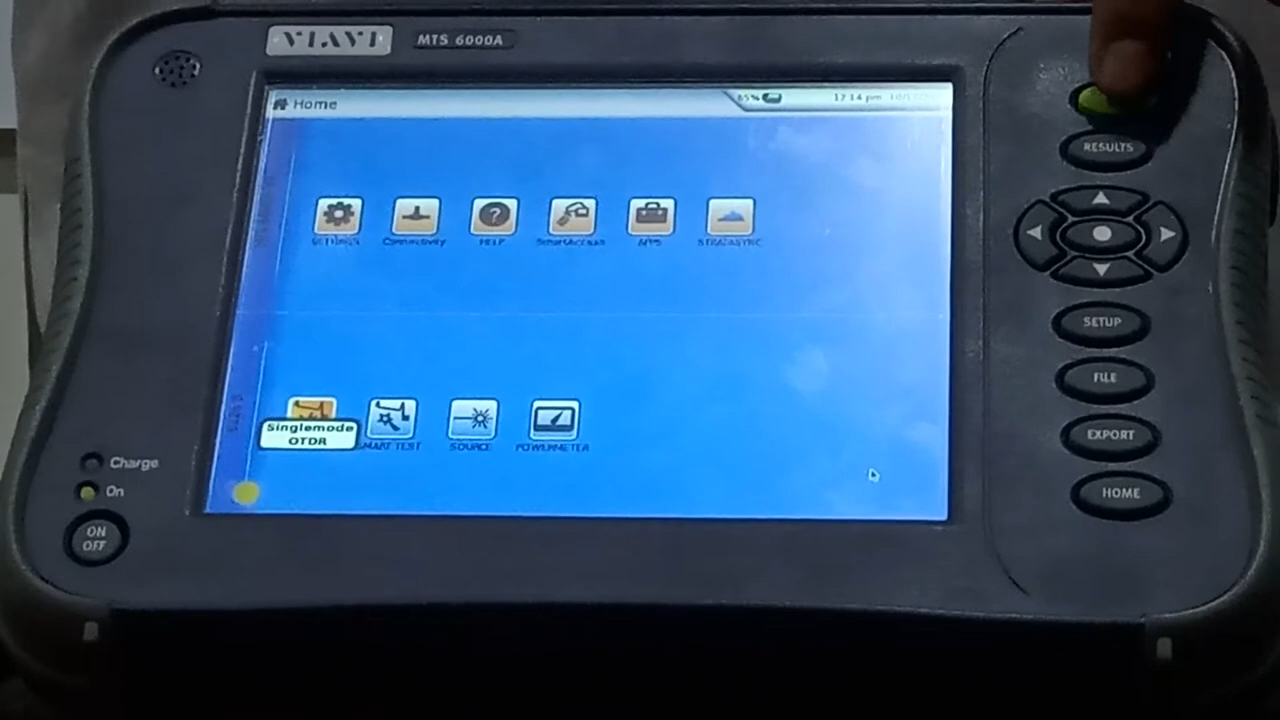 VIAVI MTS 6000A
Home
85% 17:14 pm
RESULTS
SETTINGS Connectivity HELP SmartAccess APPS STRATASYNC
SETUP
FILE
Singlemode
OTDR
SMART TEST SOURCE POWERMETER
EXPORT
Charge
On
HOME
ON
OFF